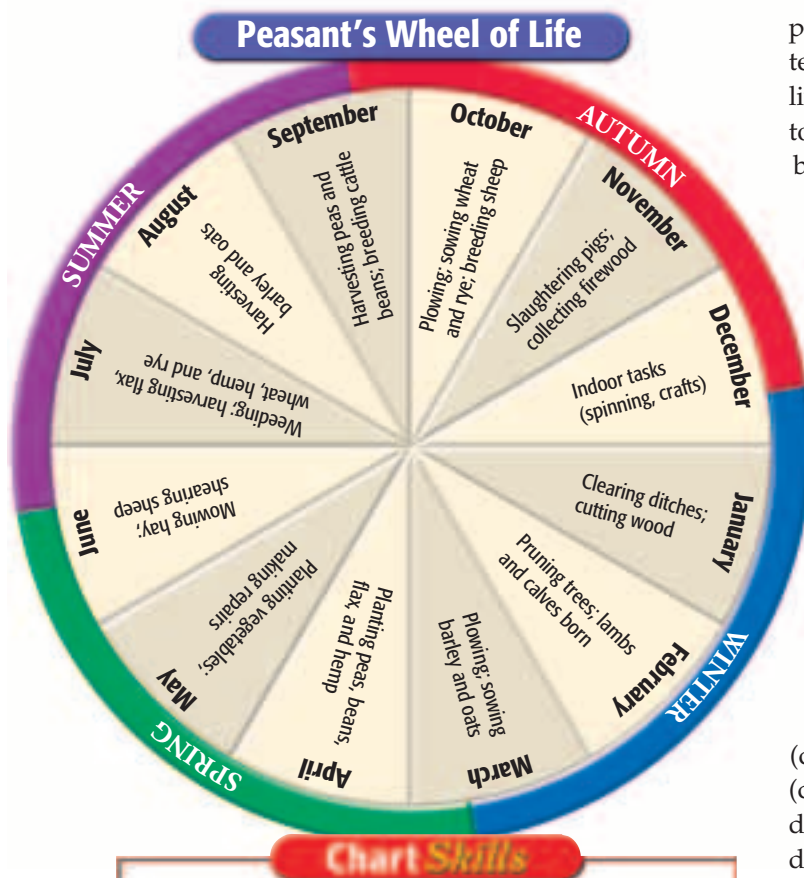 Peasant's Wheel of Life
AUTUMN
October
Plowing; sowing wheat
and rye; breeding sheep
November
Slaughtering pigs;
collecting firewood
December
Indoor tasks
(spinning, crafts)
WINTER
January
Clearing ditches;
cutting wood
February
Pruning trees; lambs
and calves born
March
Plowing; sowing
barley and oats
SPRING
April
Planting peas, beans,
flax, and hemp
May
Planting vegetables;
making repairs
June
Mowing hay;
shearing sheep
SUMMER
July
Weeding; harvesting flax,
wheat, hemp, and rye
August
Harvesting
barley and oats
September
Harvesting peas and
beans; breeding cattle
Chart Skills